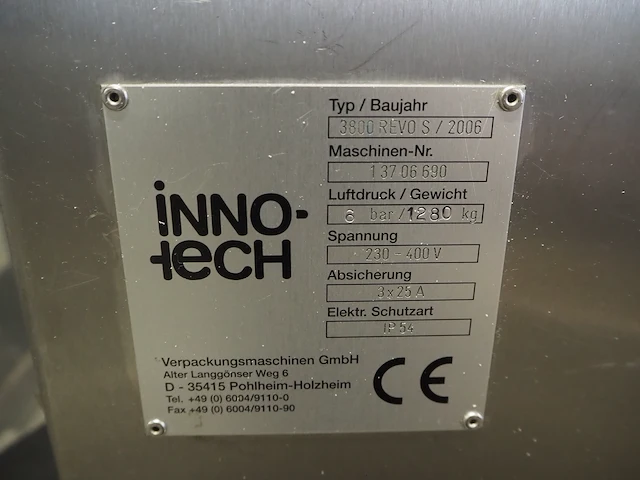 iNNO-
tECH
Typ / Baujahr
3800 REVO S / 2006
Maschinen-Nr.
1 37 06 690
Luftdruck / Gewicht
6 bar / 1280 kg
Spannung
230 - 400 V
Absicherung
3 x 25 A
Elektr. Schutzart
IP 54
Verpackungsmaschinen GmbH
Alter Langgönser Weg 6
D - 35415 Pohlheim-Holzheim
Tel. +49 (0) 6004/9110-0
Fax +49 (0) 6004/9110-90
CE